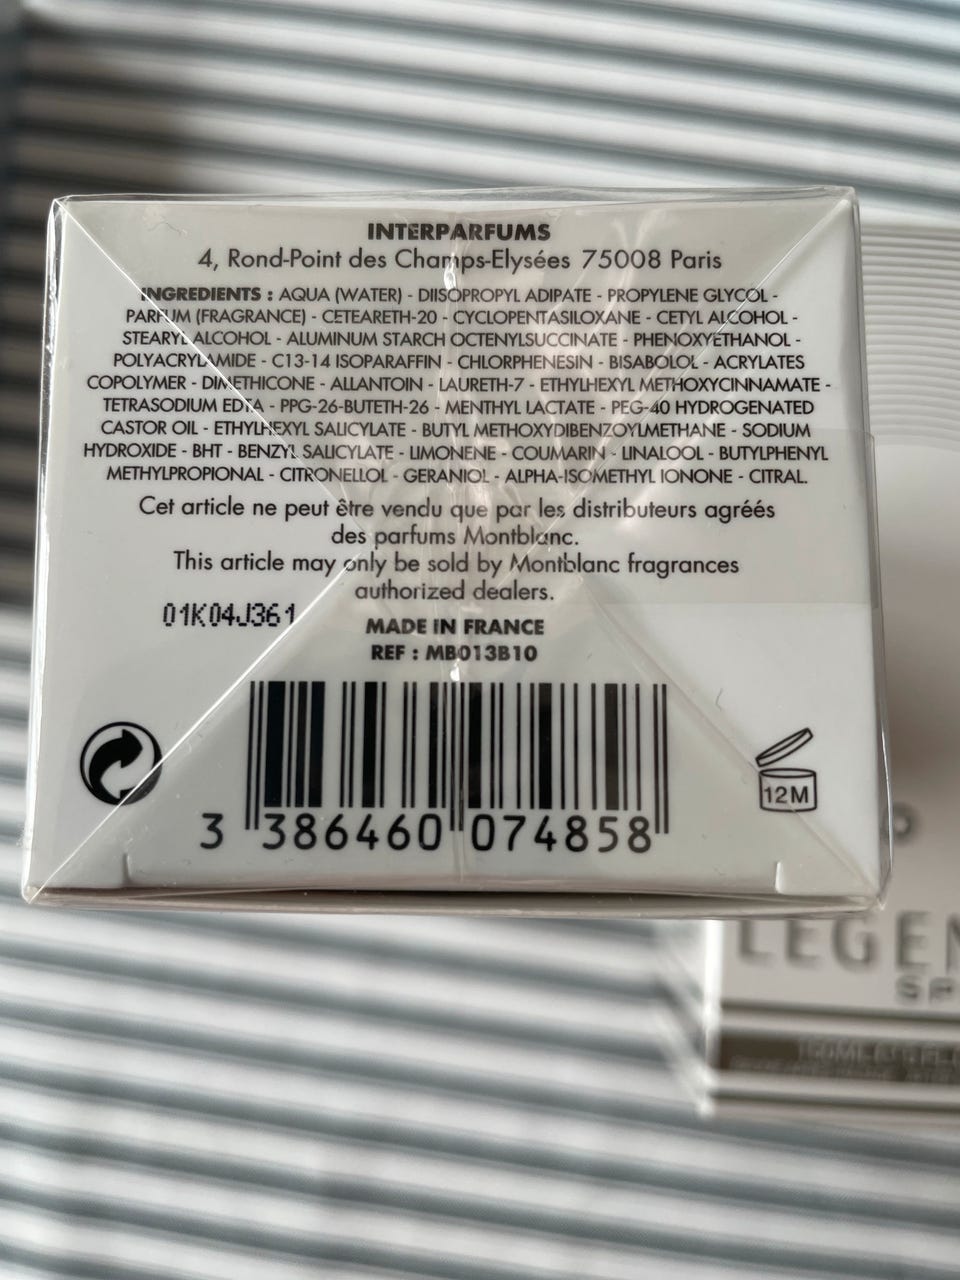 INTERPARFUMS
4, Rond-Point des Champs-Elysées 75008 Paris
INGREDIENTS : AQUA (WATER) - DIISOPROPYL ADIPATE - PROPYLENE GLYCOL -
PARFUM (FRAGRANCE) - CETEARETH-20 - CYCLOPENTASILOXANE - CETYL ALCOHOL -
STEARYL ALCOHOL - ALUMINUM STARCH OCTENYLSUCCINATE - PHENOXYETHANOL -
POLYACRYLAMIDE - C13-14 ISOPARAFFIN - CHLORPHENESIN - BISABOLOL - ACRYLATES
COPOLYMER - DIMETHICONE - ALLANTOIN - LAURETH-7 - ETHYLHEXYL METHOXYCINNAMATE -
TETRASODIUM EDTA - PPG-26-BUTETH-26 - MENTHYL LACTATE - PEG-40 HYDROGENATED
CASTOR OIL - ETHYLHEXYL SALICYLATE - BUTYL METHOXYDIBENZOYLMETHANE - SODIUM
HYDROXIDE - BHT - BENZYL SALICYLATE - LIMONENE - COUMARIN - LINALOOL - BUTYLPHENYL
METHYLPROPIONAL - CITRONELLOL - GERANIOL - ALPHA-ISOMETHYL IONONE - CITRAL.
Cet article ne peut être vendu que par les distributeurs agréés
des parfums Montblanc.
This article may only be sold by Montblanc fragrances
authorized dealers.
01K04J361
MADE IN FRANCE
REF : MB013B10
12M
3 386460 074858
LEGEN
SP